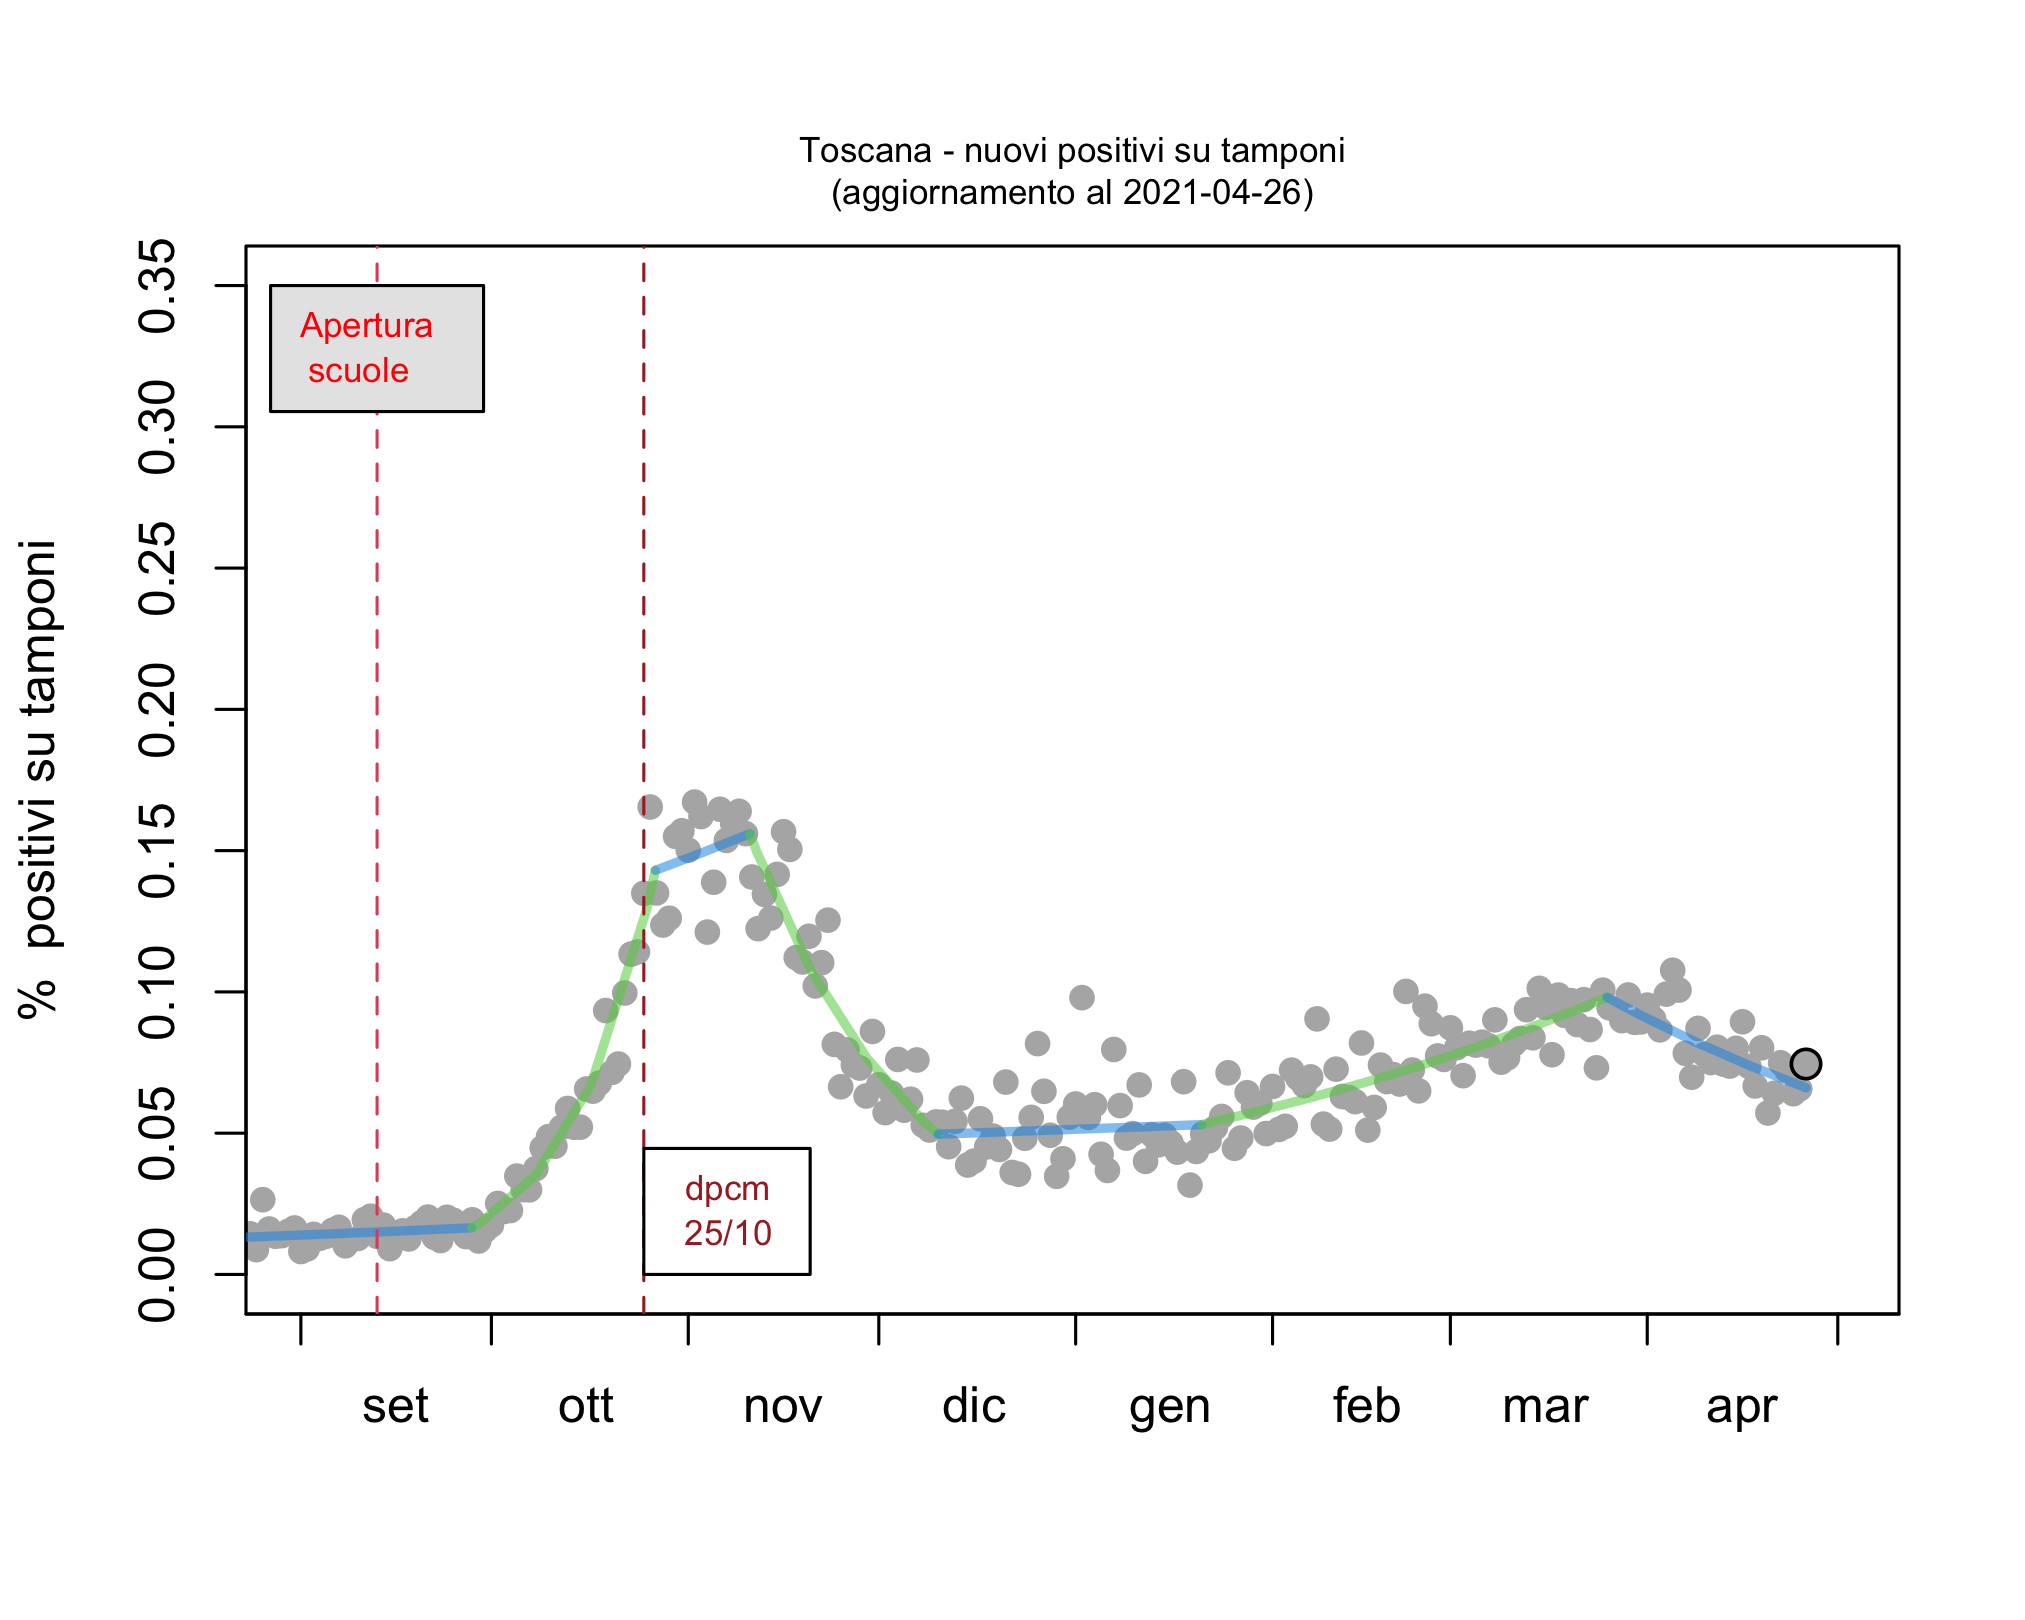 Toscana - nuovi positivi su tamponi
(aggiornamento al 2021-04-26)
% positivi su tamponi
0.35
0.30
0.25
0.20
0.15
0.10
0.05
0.00
Apertura
scuole
dpcm
25/10
set ott nov dic gen feb mar apr